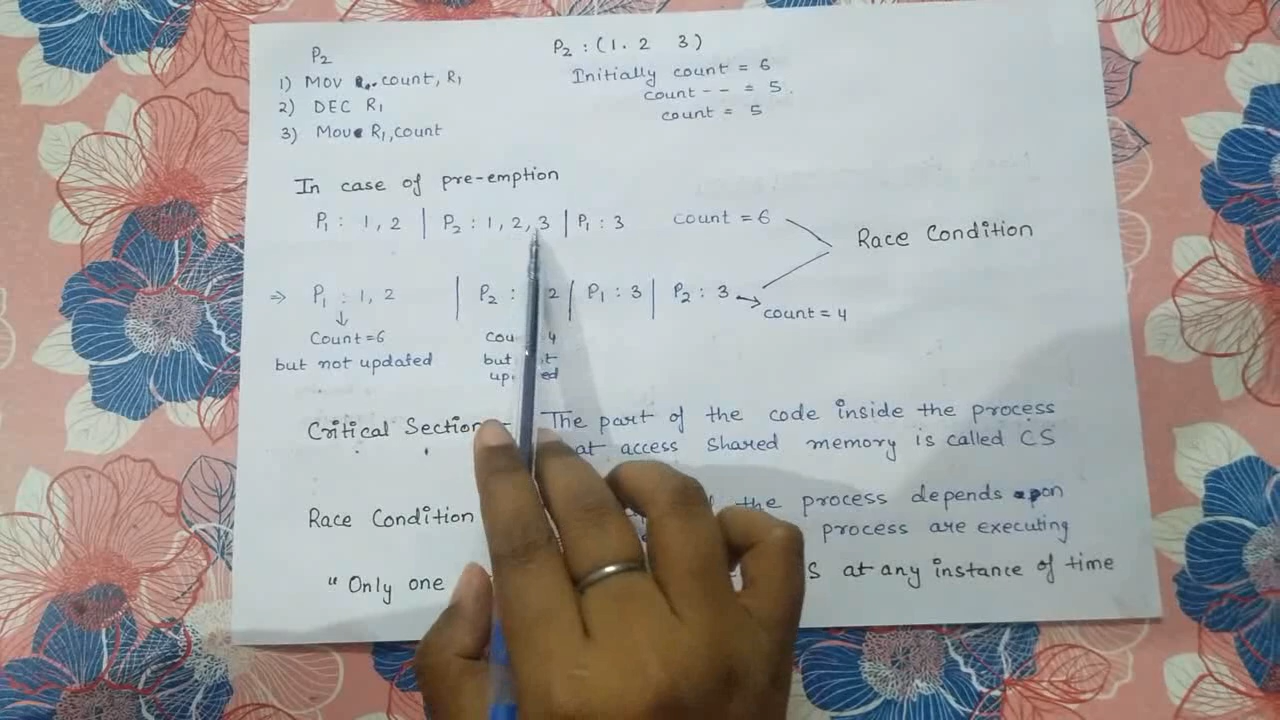 P2
1) MOV count, R1
2) DEC R1
3) Move R1, count
P2 : (1. 2 3)
Initially count = 6
count - - = 5.
count = 5
In case of pre-emption
P1 : 1, 2 | P2 : 1, 2, 3 | P1 : 3 count = 6
Race Condition
⇒ P1 : 1, 2 | P2 : 2 | P1 : 3 | P2 : 3 → count = 4
↓
Count=6
but not updated
4
but
Critical Section - The part of the code inside the process
access shared memory is called CS
Race Condition the process depends upon
process are executing
" Only one at any instance of time